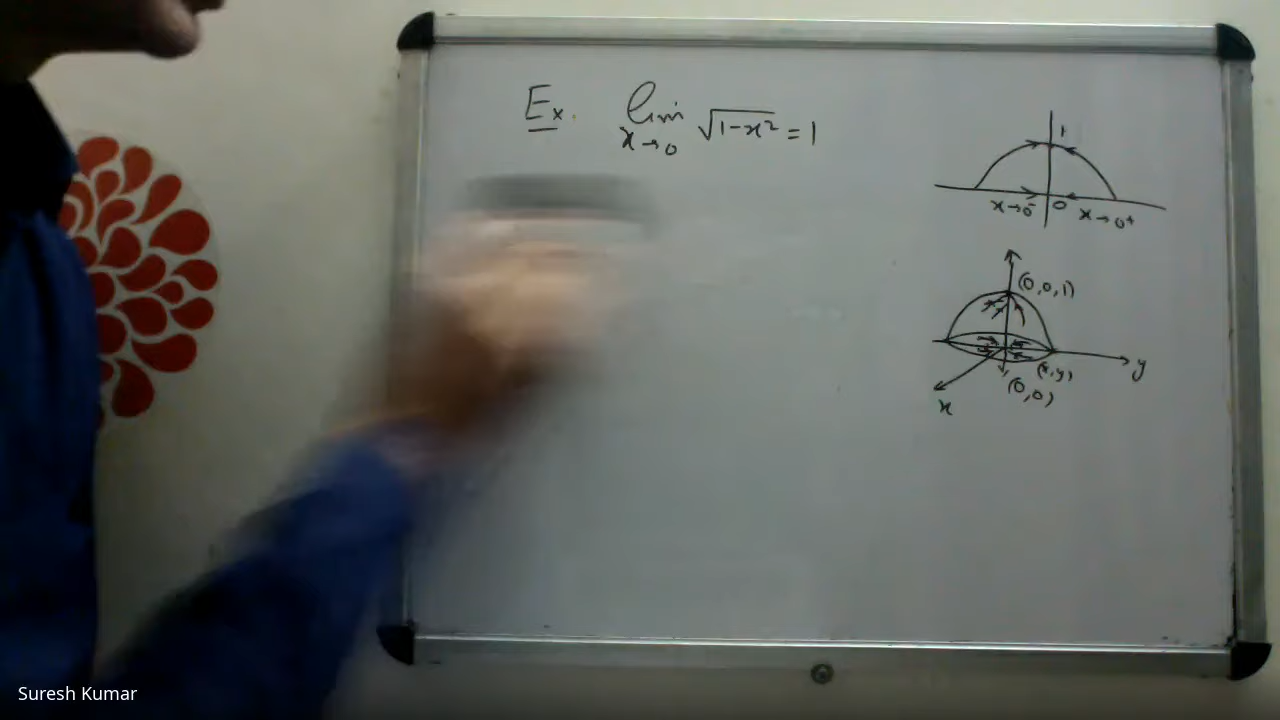 Ex. lim x→0 √1-x² = 1
1
x→0⁻ 0 x→0⁺
(0,0,1)
(x,y) y
(0,0)
x
Suresh Kumar